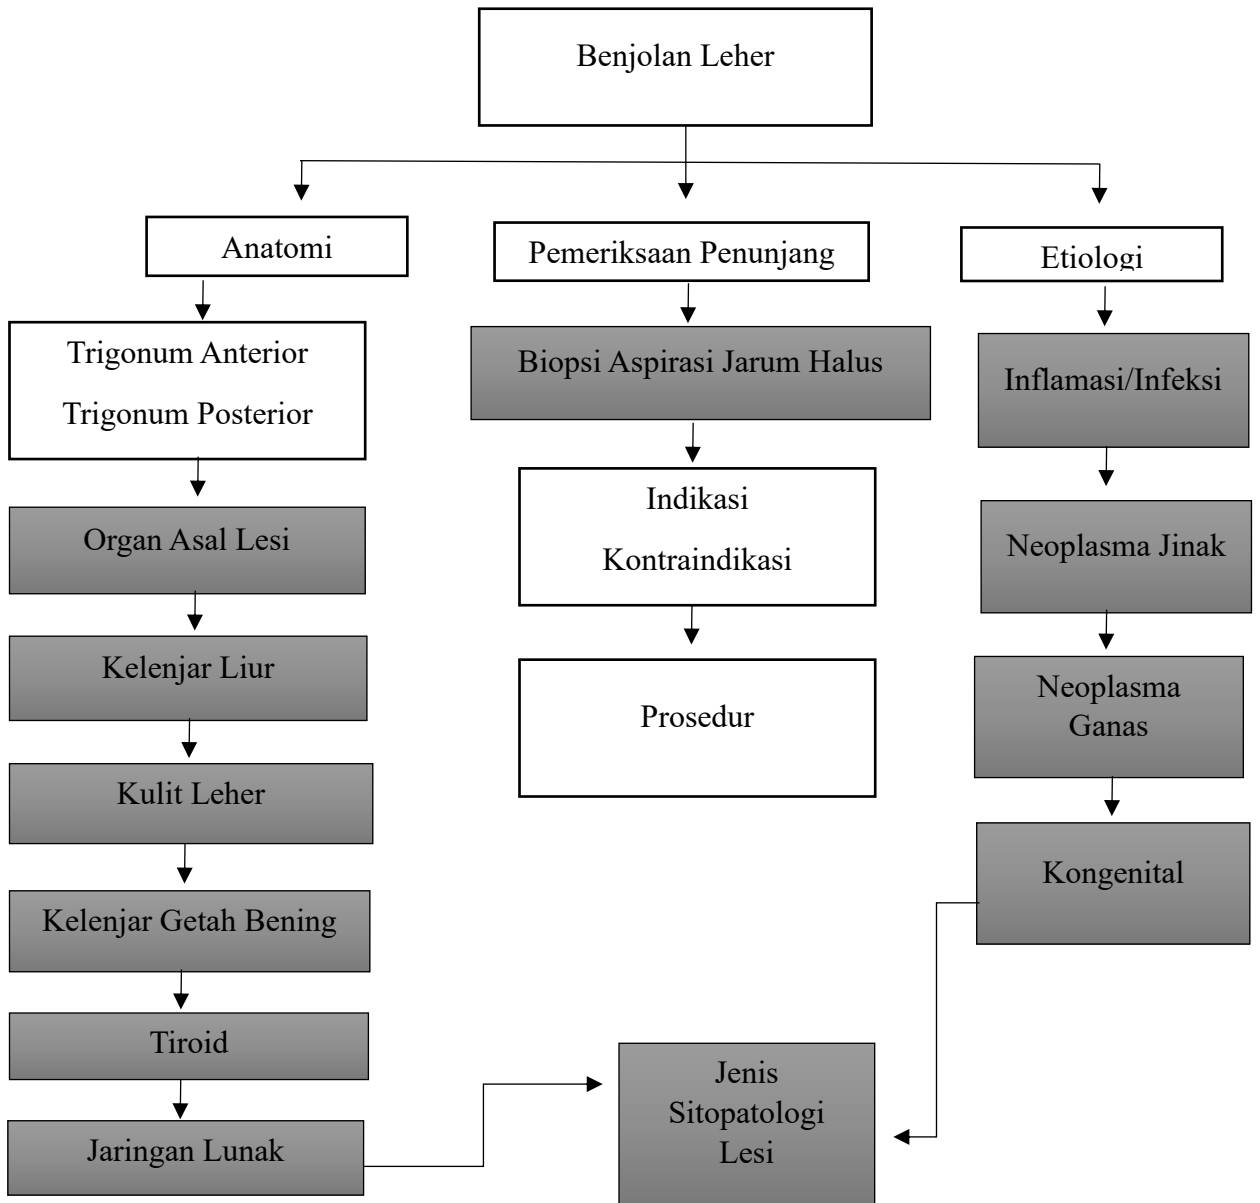 Benjolan Leher
Anatomi
Pemeriksaan Penunjang
Etiologi
Trigonum Anterior
Trigonum Posterior
Biopsi Aspirasi Jarum Halus
Inflamasi/Infeksi
Organ Asal Lesi
Indikasi
Kontraindikasi
Neoplasma Jinak
Kelenjar Liur
Prosedur
Neoplasma
Ganas
Kulit Leher
Kongenital
Kelenjar Getah Bening
Tiroid
Jaringan Lunak
Jenis
Sitopatologi
Lesi